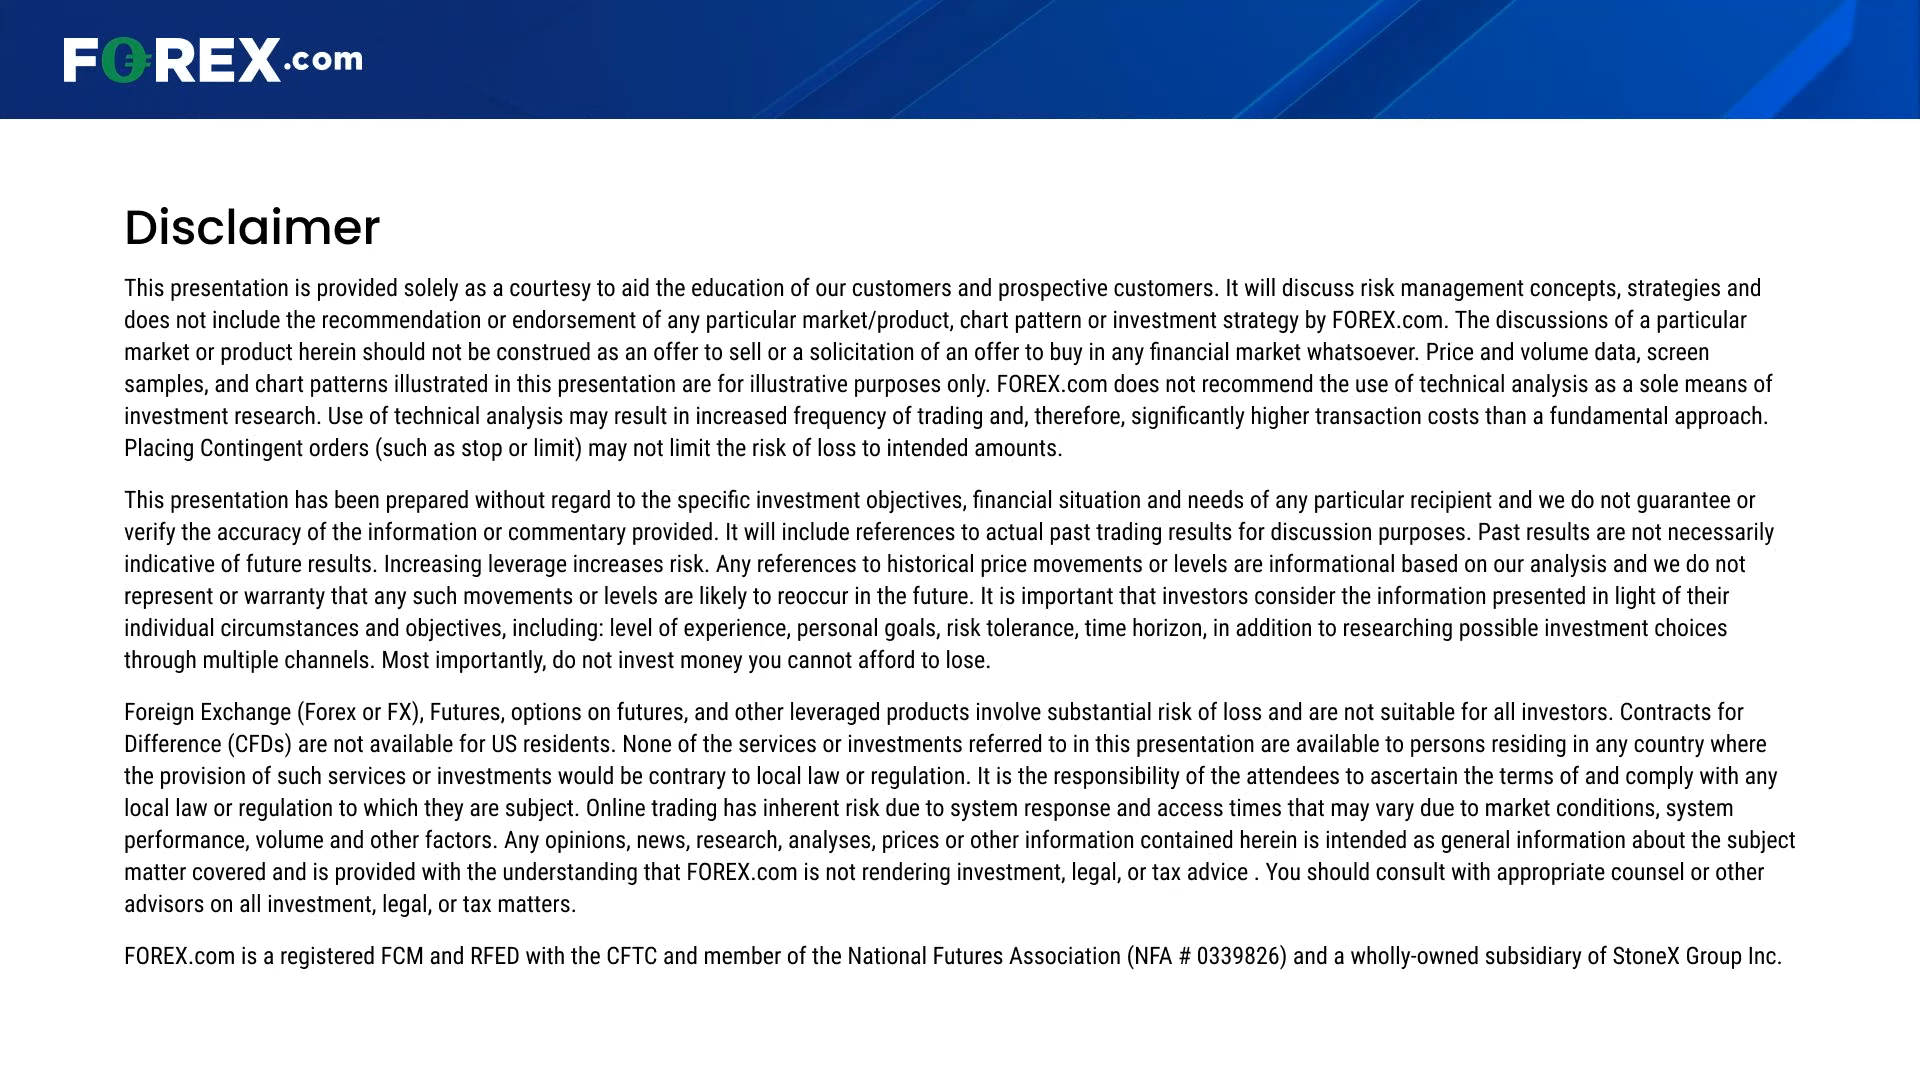 FOREX.com
Disclaimer
This presentation is provided solely as a courtesy to aid the education of our customers and prospective customers. It will discuss risk management concepts, strategies and
does not include the recommendation or endorsement of any particular market/product, chart pattern or investment strategy by FOREX.com. The discussions of a particular
market or product herein should not be construed as an offer to sell or a solicitation of an offer to buy in any financial market whatsoever. Price and volume data, screen
samples, and chart patterns illustrated in this presentation are for illustrative purposes only. FOREX.com does not recommend the use of technical analysis as a sole means of
investment research. Use of technical analysis may result in increased frequency of trading and, therefore, significantly higher transaction costs than a fundamental approach.
Placing Contingent orders (such as stop or limit) may not limit the risk of loss to intended amounts.
This presentation has been prepared without regard to the specific investment objectives, financial situation and needs of any particular recipient and we do not guarantee or
verify the accuracy of the information or commentary provided. It will include references to actual past trading results for discussion purposes. Past results are not necessarily
indicative of future results. Increasing leverage increases risk. Any references to historical price movements or levels are informational based on our analysis and we do not
represent or warranty that any such movements or levels are likely to reoccur in the future. It is important that investors consider the information presented in light of their
individual circumstances and objectives, including: level of experience, personal goals, risk tolerance, time horizon, in addition to researching possible investment choices
through multiple channels. Most importantly, do not invest money you cannot afford to lose.
Foreign Exchange (Forex or FX), Futures, options on futures, and other leveraged products involve substantial risk of loss and are not suitable for all investors. Contracts for
Difference (CFDs) are not available for US residents. None of the services or investments referred to in this presentation are available to persons residing in any country where
the provision of such services or investments would be contrary to local law or regulation. It is the responsibility of the attendees to ascertain the terms of and comply with any
local law or regulation to which they are subject. Online trading has inherent risk due to system response and access times that may vary due to market conditions, system
performance, volume and other factors. Any opinions, news, research, analyses, prices or other information contained herein is intended as general information about the subject
matter covered and is provided with the understanding that FOREX.com is not rendering investment, legal, or tax advice . You should consult with appropriate counsel or other
advisors on all investment, legal, or tax matters.
FOREX.com is a registered FCM and RFED with the CFTC and member of the National Futures Association (NFA # 0339826) and a wholly-owned subsidiary of StoneX Group Inc.